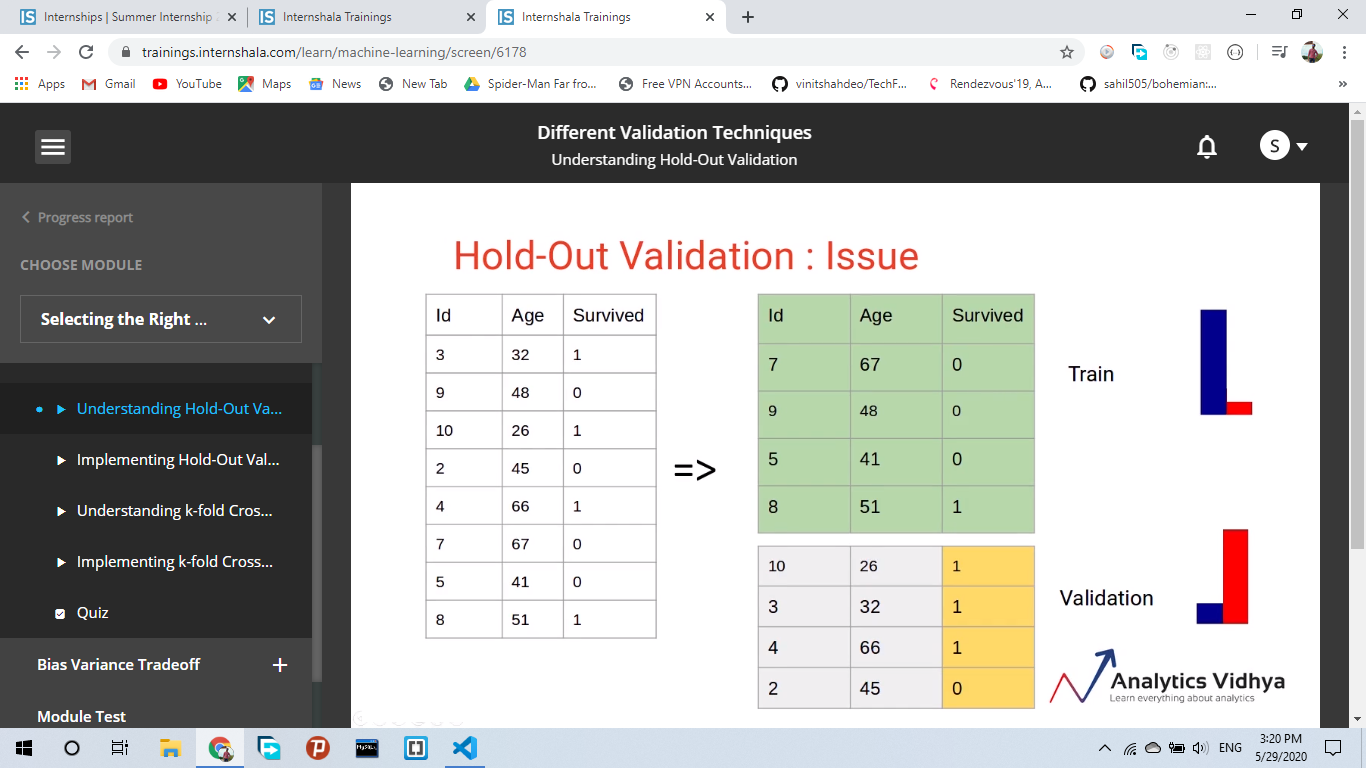 Internships | Summer Internship
Internshala Trainings
Internshala Trainings
trainings.internshala.com/learn/machine-learning/screen/6178
Apps
Gmail
YouTube
Maps
News
New Tab
Spider-Man Far fro...
Free VPN Accounts...
vinitshahdeo/TechF...
Rendezvous'19, A...
sahil505/bohemian:...
»
Different Validation Techniques
Understanding Hold-Out Validation
S
Progress report
CHOOSE MODULE
Selecting the Right ...
Understanding Hold-Out Va...
Implementing Hold-Out Val...
Understanding k-fold Cros...
Implementing k-fold Cross...
Quiz
Bias Variance Tradeoff +
Module Test
Hold-Out Validation : Issue
Id Age Survived
3 32 1
9 48 0
10 26 1
2 45 0
4 66 1
7 67 0
5 41 0
8 51 1
=>
Id Age Survived
7 67 0
9 48 0
5 41 0
8 51 1
Train
10 26 1
3 32 1
4 66 1
2 45 0
Validation
Analytics Vidhya
Learn everything about analytics
MySQL
ENG
3:20 PM
5/29/2020